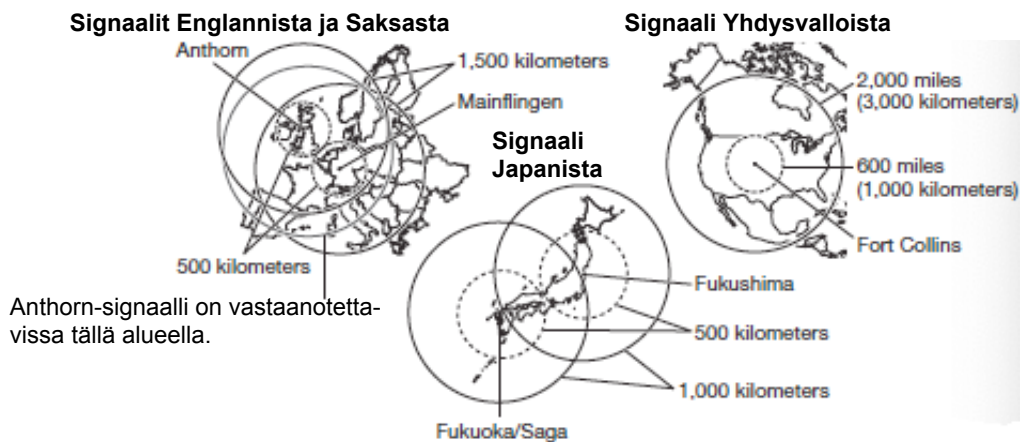 Signaalit Englannista ja Saksasta
Anthorn
1,500 kilometers
Mainflingen
500 kilometers
Anthorn-signaalli on vastaanotetta-
vissa tällä alueella.
Signaali
Japanista
Fukushima
500 kilometers
1,000 kilometers
Fukuoka/Saga
Signaali Yhdysvalloista
2,000 miles
(3,000 kilometers)
600 miles
(1,000 kilometers)
Fort Collins